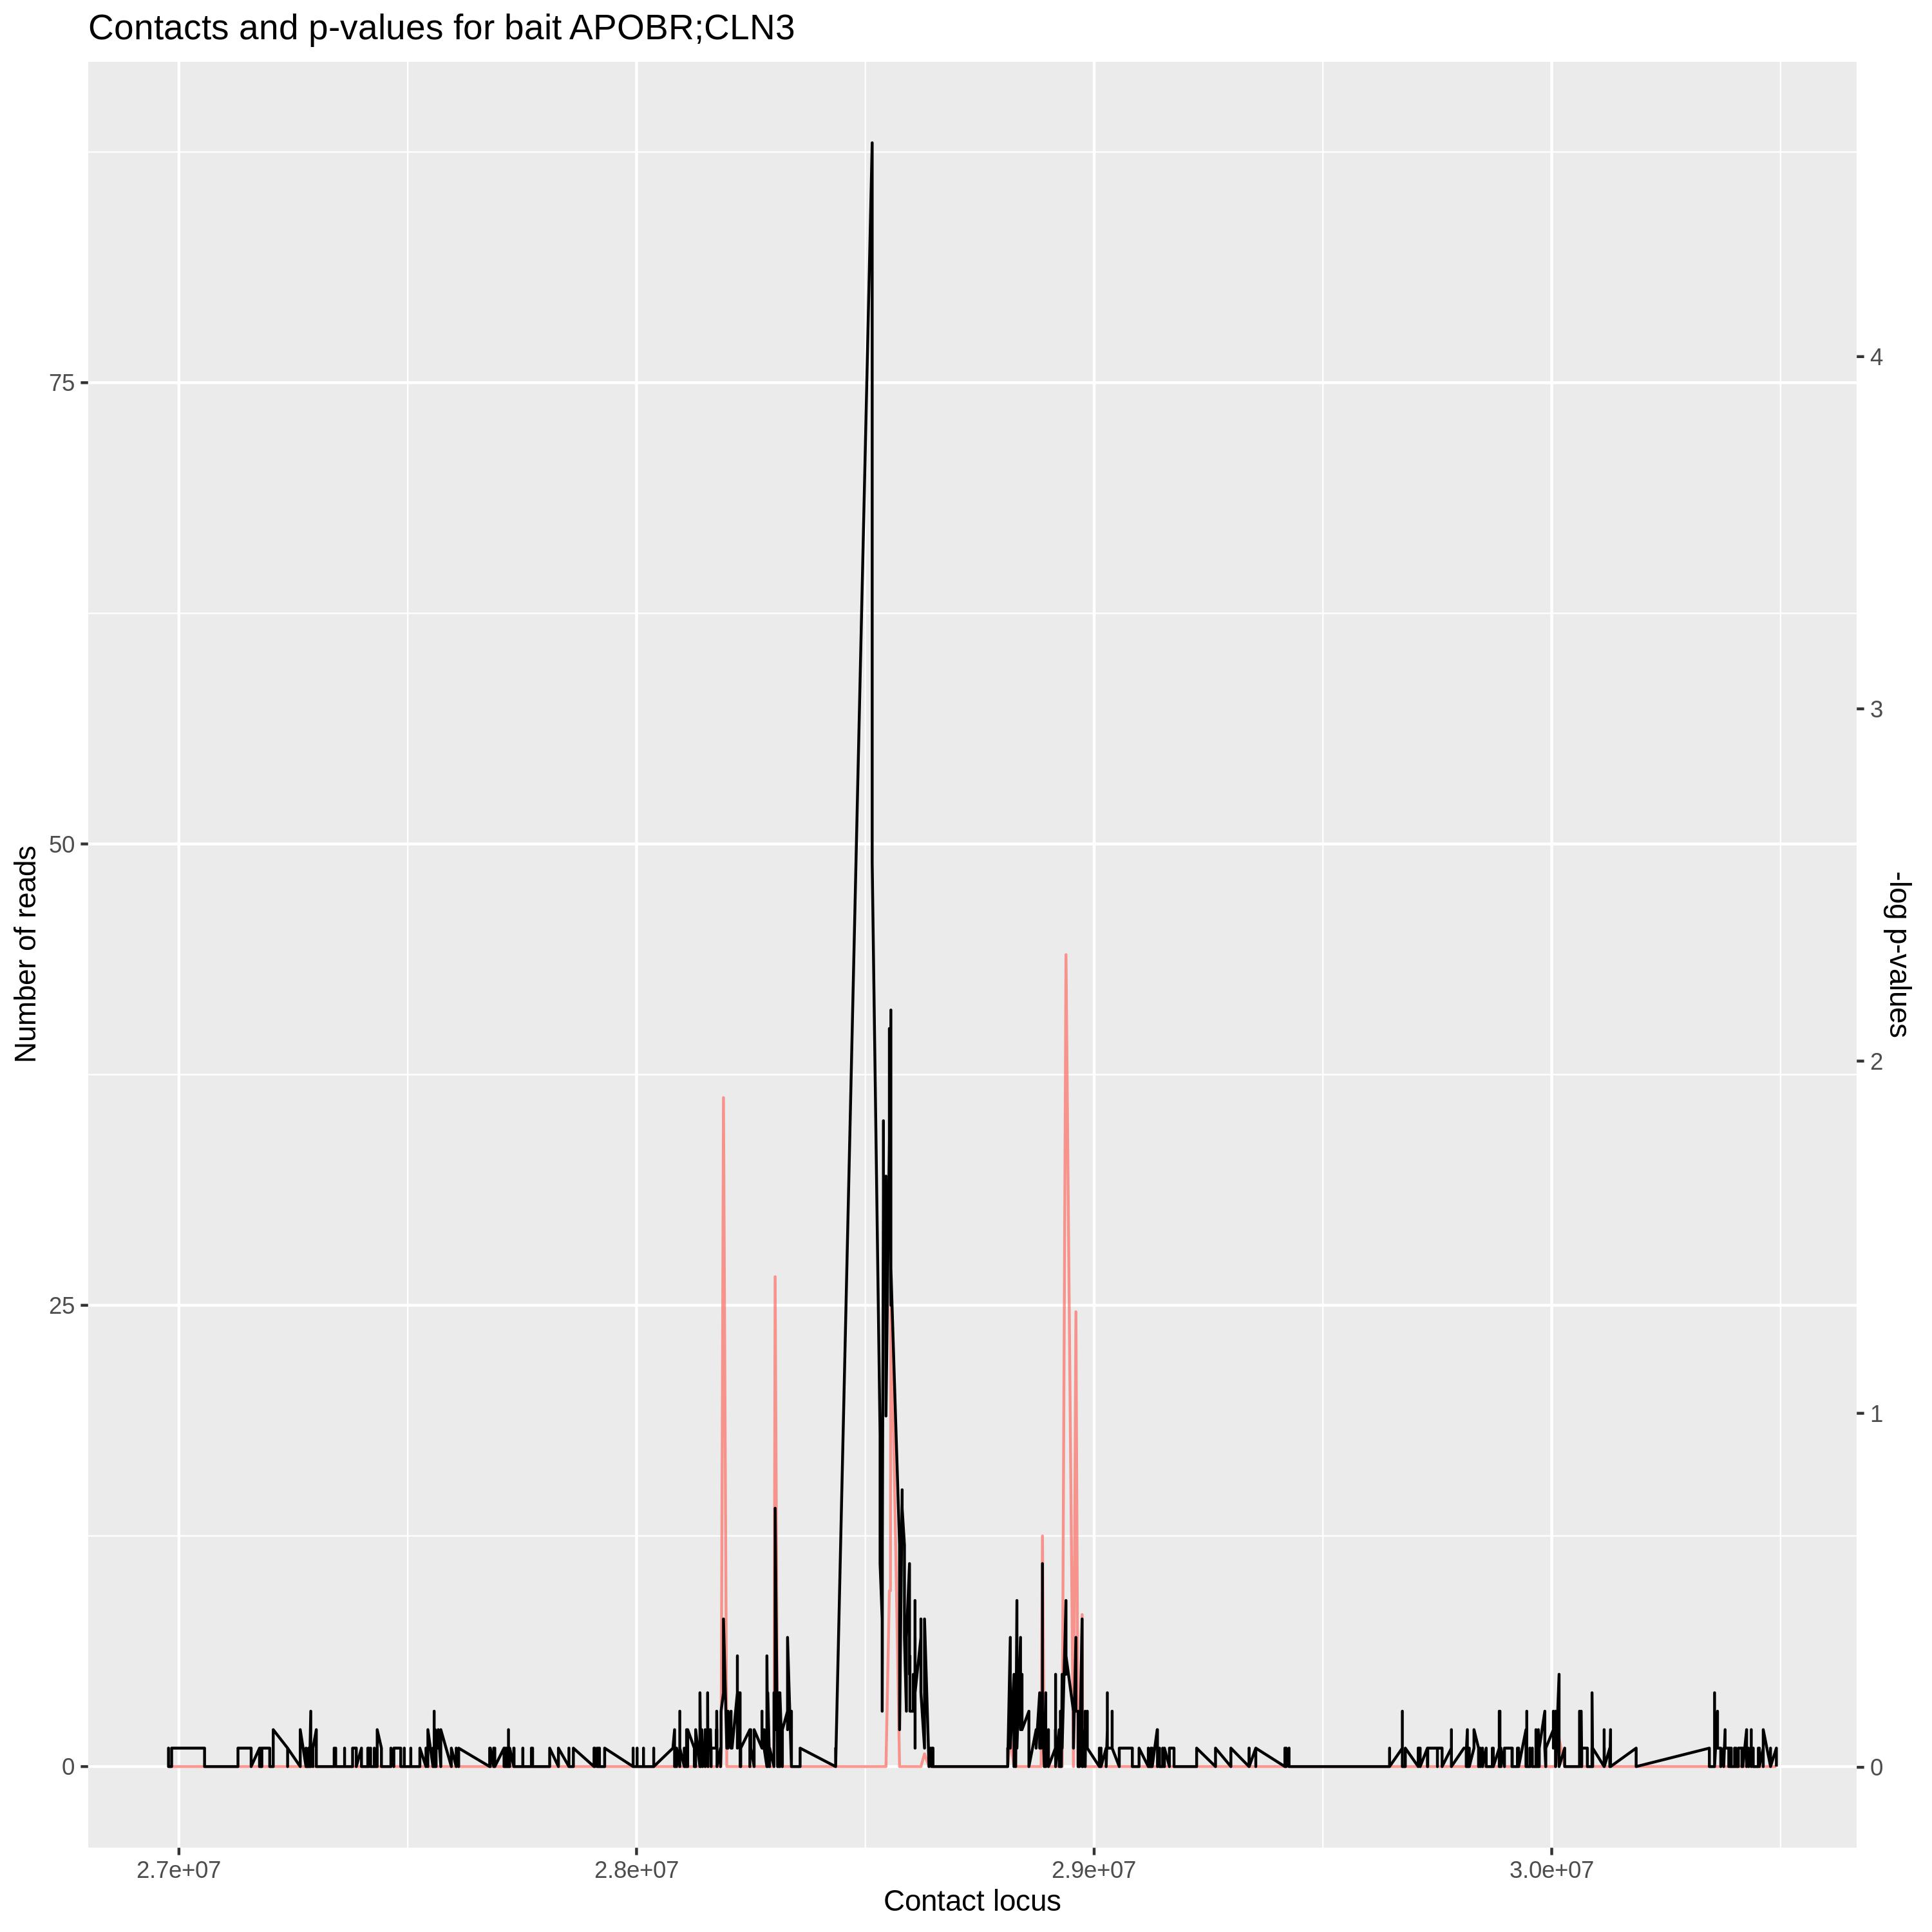 Contacts and p-values for bait APOBR;CLN3
75
50
25
0
Number of reads
4
3
2
1
0
-log p-values
2.7e+07
2.8e+07
2.9e+07
3.0e+07
Contact locus